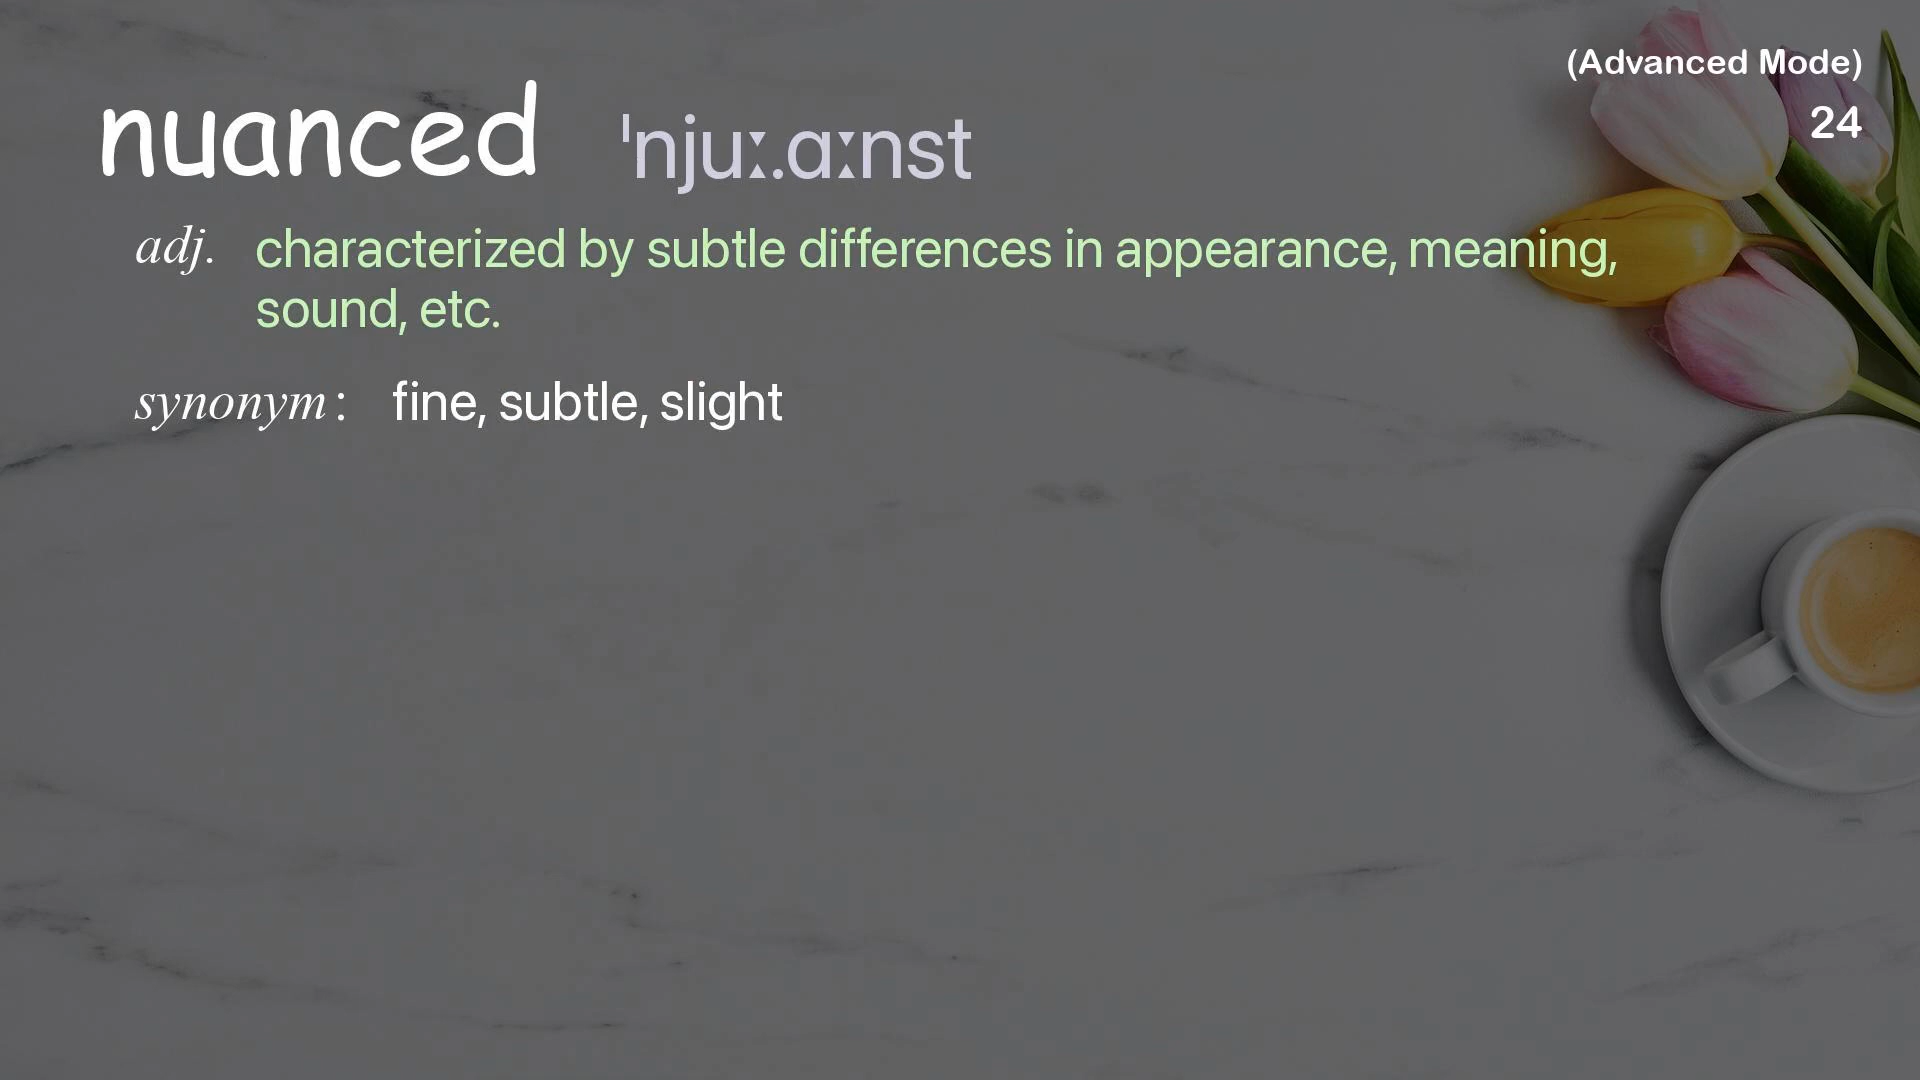 (Advanced Mode)
24
nuanced ˈnjuː.ɑːnst
adj. characterized by subtle differences in appearance, meaning,
sound, etc.
synonym: fine, subtle, slight